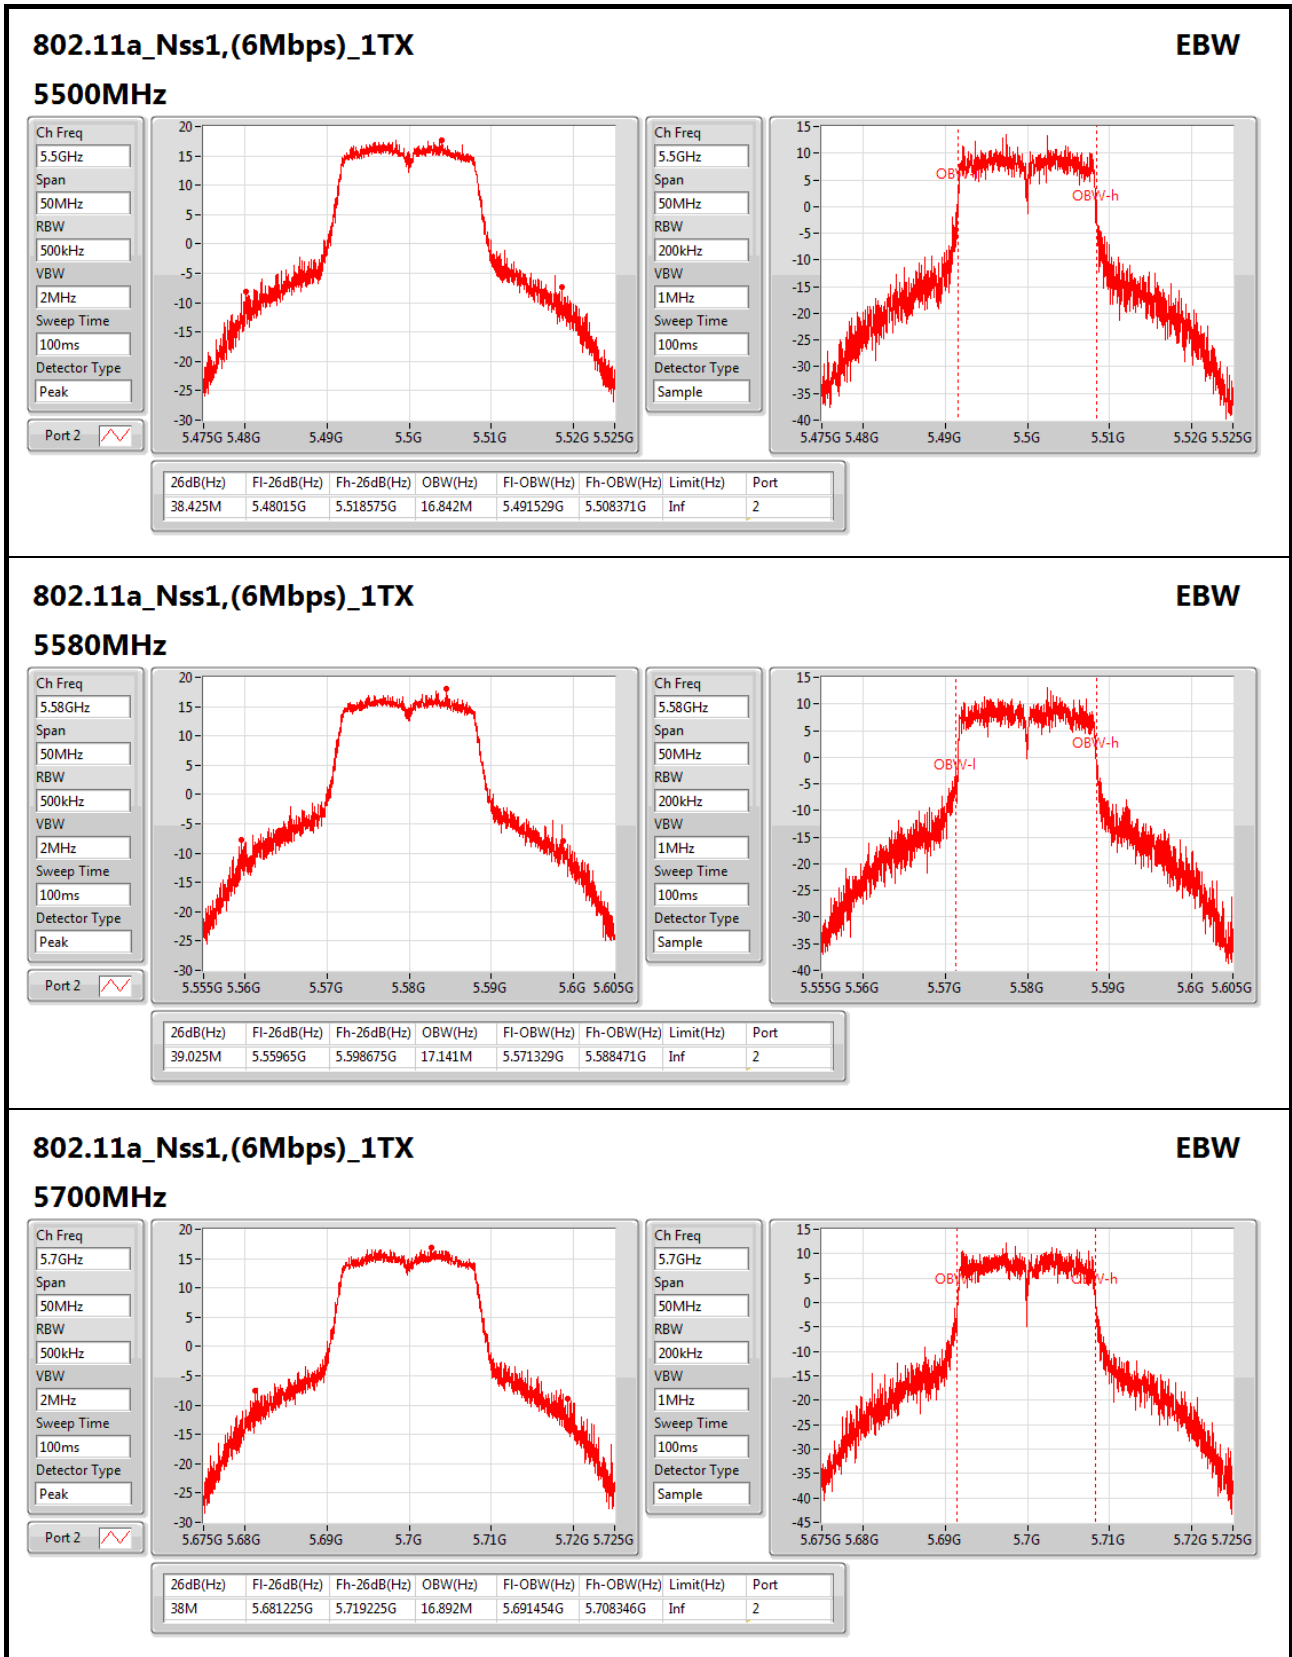 802.11a_Nss1,(6Mbps)_1TX EBW
5500MHz
Ch Freq
5.5GHz
Span
50MHz
RBW
500kHz
VBW
2MHz
Sweep Time
100ms
Detector Type
Peak
Port 2
20
15
10
5
0
-5
-10
-15
-20
-25
-30
5.475G 5.48G 5.49G 5.5G 5.51G 5.52G 5.525G
Ch Freq
5.5GHz
Span
50MHz
RBW
200kHz
VBW
1MHz
Sweep Time
100ms
Detector Type
Sample
15
10
5
0
-5
-10
-15
-20
-25
-30
-35
-40
OBW-h
5.475G 5.48G 5.49G 5.5G 5.51G 5.52G 5.525G
26dB(Hz) Fl-26dB(Hz) Fh-26dB(Hz) OBW(Hz) Fl-OBW(Hz) Fh-OBW(Hz) Limit(Hz) Port
38.425M 5.48015G 5.518575G 16.842M 5.491529G 5.508371G Inf 2
802.11a_Nss1,(6Mbps)_1TX EBW
5580MHz
Ch Freq
5.58GHz
Span
50MHz
RBW
500kHz
VBW
2MHz
Sweep Time
100ms
Detector Type
Peak
Port 2
20
15
10
5
0
-5
-10
-15
-20
-25
-30
5.555G 5.56G 5.57G 5.58G 5.59G 5.6G 5.605G
Ch Freq
5.58GHz
Span
50MHz
RBW
200kHz
VBW
1MHz
Sweep Time
100ms
Detector Type
Sample
15
10
5
0
-5
-10
-15
-20
-25
-30
-35
-40
OBW-h
OBW-l
5.555G 5.56G 5.57G 5.58G 5.59G 5.6G 5.605G
26dB(Hz) Fl-26dB(Hz) Fh-26dB(Hz) OBW(Hz) Fl-OBW(Hz) Fh-OBW(Hz) Limit(Hz) Port
39.025M 5.55965G 5.598675G 17.141M 5.571329G 5.588471G Inf 2
802.11a_Nss1,(6Mbps)_1TX EBW
5700MHz
Ch Freq
5.7GHz
Span
50MHz
RBW
500kHz
VBW
2MHz
Sweep Time
100ms
Detector Type
Peak
Port 2
20
15
10
5
0
-5
-10
-15
-20
-25
-30
5.675G 5.68G 5.69G 5.7G 5.71G 5.72G 5.725G
Ch Freq
5.7GHz
Span
50MHz
RBW
200kHz
VBW
1MHz
Sweep Time
100ms
Detector Type
Sample
15
10
5
0
-5
-10
-15
-20
-25
-30
-35
-40
-45
OBW-h
5.675G 5.68G 5.69G 5.7G 5.71G 5.72G 5.725G
26dB(Hz) Fl-26dB(Hz) Fh-26dB(Hz) OBW(Hz) Fl-OBW(Hz) Fh-OBW(Hz) Limit(Hz) Port
38M 5.681225G 5.719225G 16.892M 5.691454G 5.708346G Inf 2